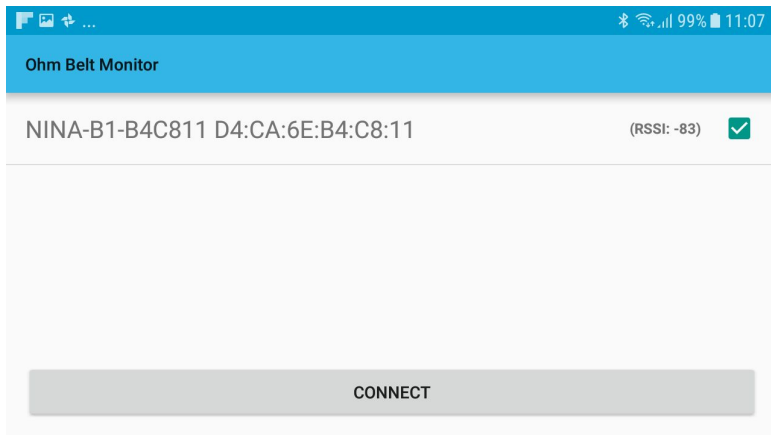 ... 99% 11:07
Ohm Belt Monitor
NINA-B1-B4C811 D4:CA:6E:B4:C8:11 (RSSI: -83)
CONNECT